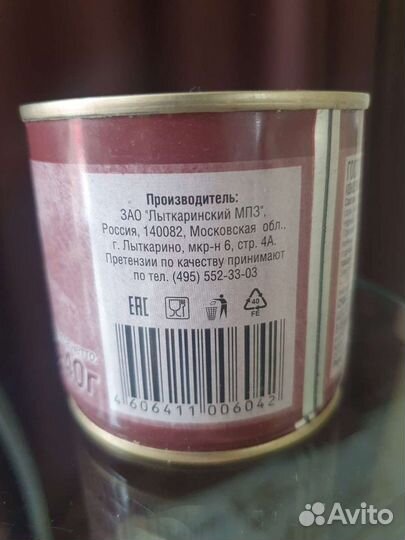 Производитель:
ЗАО "Лыткаринский МПЗ",
Россия, 140082, Московская обл.,
г. Лыткарино, мкр-н 6, стр. 4А.
Претензии по качеству принимают
по тел. (495) 552-33-03
EAC
40
FE
4 606411 006042
ГОС
Avito